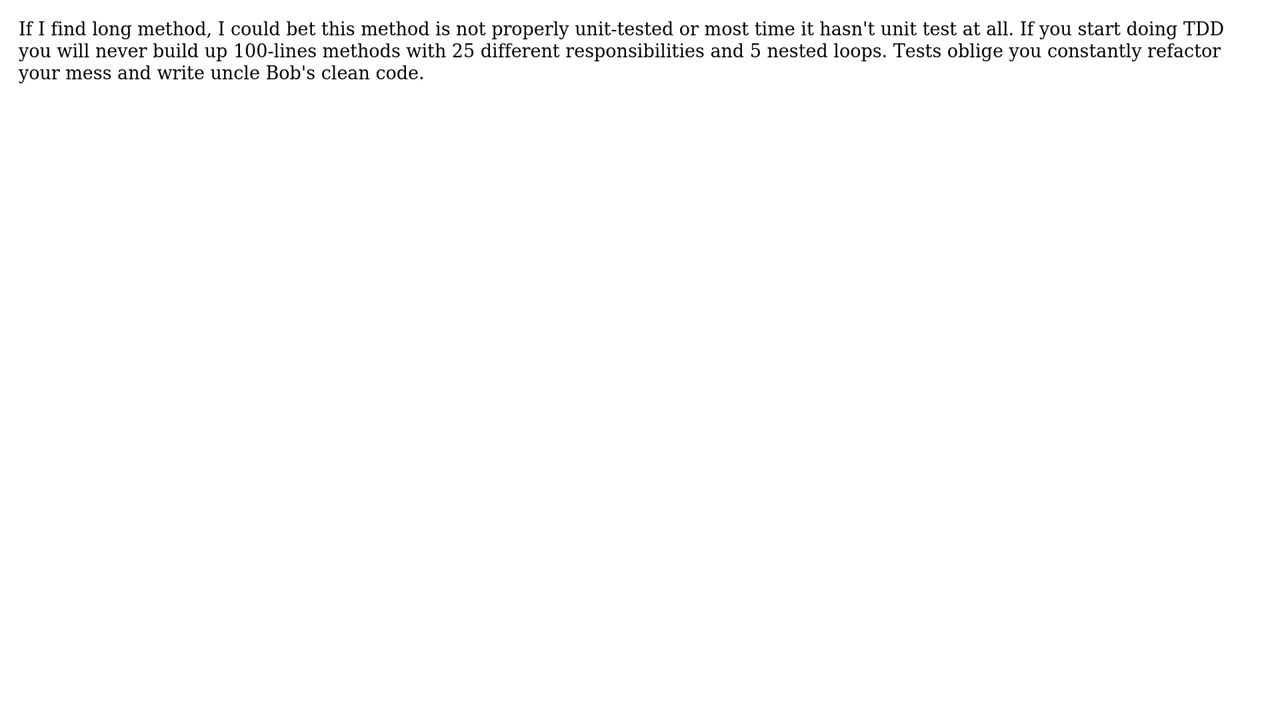 If I find long method, I could bet this method is not properly unit-tested or most time it hasn't unit test at all. If you start doing TDD
you will never build up 100-lines methods with 25 different responsibilities and 5 nested loops. Tests oblige you constantly refactor
your mess and write uncle Bob's clean code.